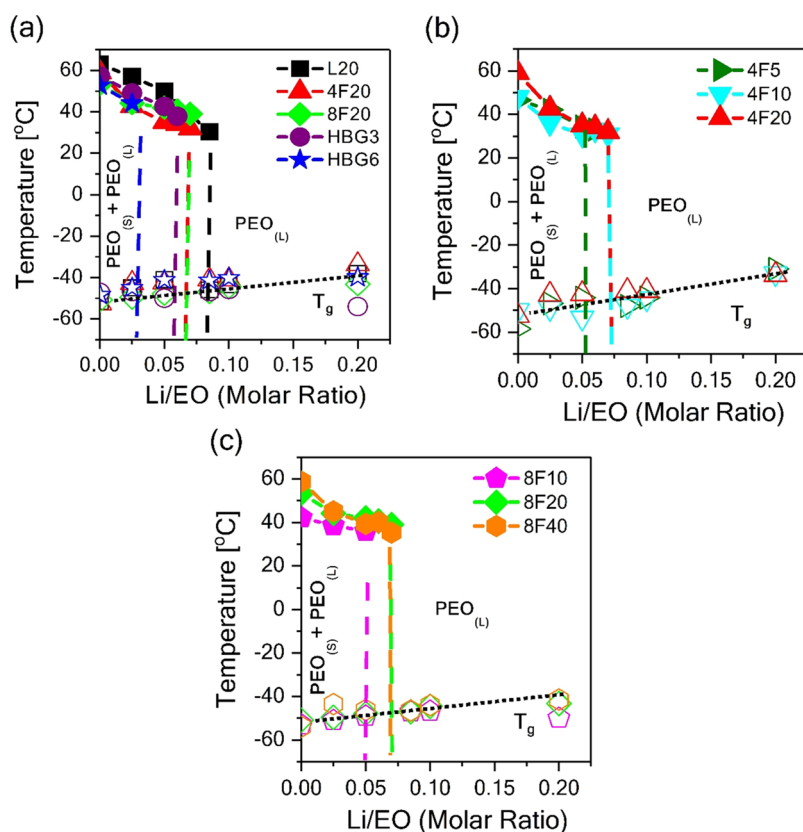 (a)
Temperature [°C]
60
40
20
0
-20
-40
-60
L20
4F20
8F20
HBG3
HBG6
PEO(S) + PEO(L)
PEO(L)
Tg
0.00 0.05 0.10 0.15 0.20
Li/EO (Molar Ratio)
(b)
Temperature [°C]
60
40
20
0
-20
-40
-60
4F5
4F10
4F20
PEO(S) + PEO(L)
PEO(L)
Tg
0.00 0.05 0.10 0.15 0.20
Li/EO (Molar Ratio)
(c)
Temperature [°C]
60
40
20
0
-20
-40
-60
8F10
8F20
8F40
PEO(S) + PEO(L)
PEO(L)
Tg
0.00 0.05 0.10 0.15 0.20
Li/EO (Molar Ratio)